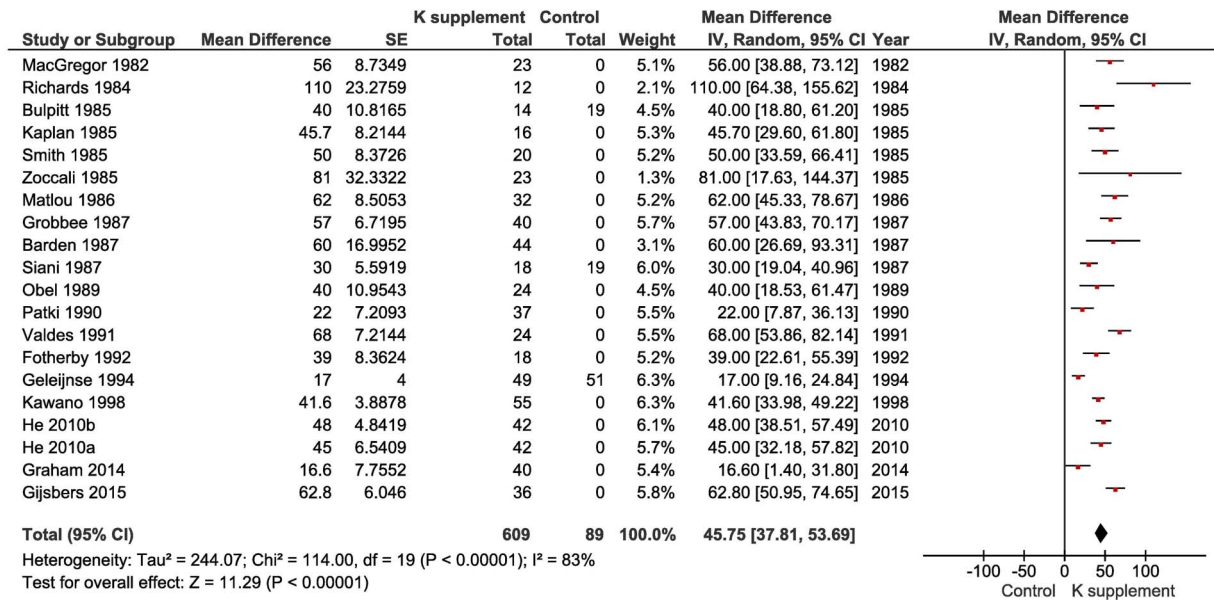 K supplement Control Mean Difference Mean Difference
Study or Subgroup Mean Difference SE Total Total Weight IV, Random, 95% CI Year IV, Random, 95% CI
MacGregor 1982 56 8.7349 23 0 5.1% 56.00 [38.88, 73.12] 1982
Richards 1984 110 23.2759 12 0 2.1% 110.00 [64.38, 155.62] 1984
Bulpitt 1985 40 10.8165 14 19 4.5% 40.00 [18.80, 61.20] 1985
Kaplan 1985 45.7 8.2144 16 0 5.3% 45.70 [29.60, 61.80] 1985
Smith 1985 50 8.3726 20 0 5.2% 50.00 [33.59, 66.41] 1985
Zoccali 1985 81 32.3322 23 0 1.3% 81.00 [17.63, 144.37] 1985
Matlou 1986 62 8.5053 32 0 5.2% 62.00 [45.33, 78.67] 1986
Grobbee 1987 57 6.7195 40 0 5.7% 57.00 [43.83, 70.17] 1987
Barden 1987 60 16.9952 44 0 3.1% 60.00 [26.69, 93.31] 1987
Siani 1987 30 5.5919 18 19 6.0% 30.00 [19.04, 40.96] 1987
Obel 1989 40 10.9543 24 0 4.5% 40.00 [18.53, 61.47] 1989
Patki 1990 22 7.2093 37 0 5.5% 22.00 [7.87, 36.13] 1990
Valdes 1991 68 7.2144 24 0 5.5% 68.00 [53.86, 82.14] 1991
Fotherby 1992 39 8.3624 18 0 5.2% 39.00 [22.61, 55.39] 1992
Geleijnse 1994 17 4 49 51 6.3% 17.00 [9.16, 24.84] 1994
Kawano 1998 41.6 3.8878 55 0 6.3% 41.60 [33.98, 49.22] 1998
He 2010b 48 4.8419 42 0 6.1% 48.00 [38.51, 57.49] 2010
He 2010a 45 6.5409 42 0 5.7% 45.00 [32.18, 57.82] 2010
Graham 2014 16.6 7.7552 40 0 5.4% 16.60 [1.40, 31.80] 2014
Gijsbers 2015 62.8 6.046 36 0 5.8% 62.80 [50.95, 74.65] 2015
Total (95% CI) 609 89 100.0% 45.75 [37.81, 53.69]
Heterogeneity: Tau² = 244.07; Chi² = 114.00, df = 19 (P < 0.00001); I² = 83%
Test for overall effect: Z = 11.29 (P < 0.00001)
-100 -50 0 50 100
Control K supplement